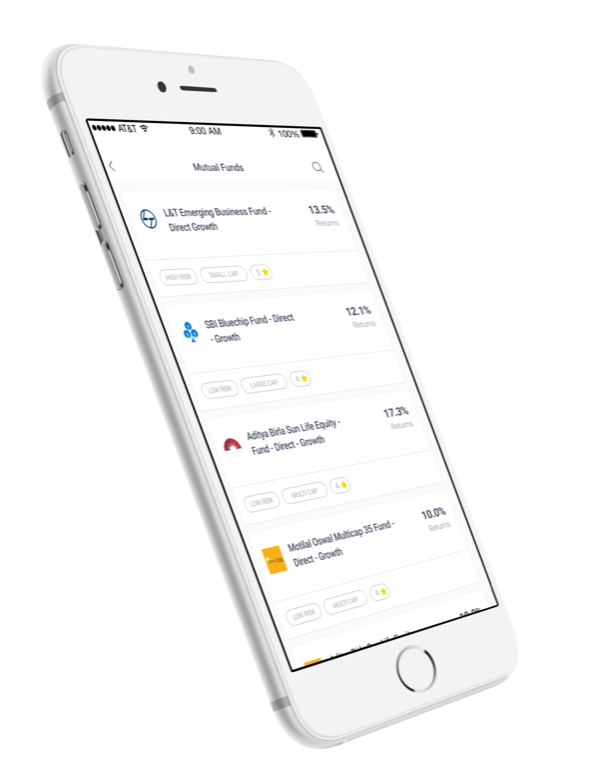 AT&T 9:00 AM 100%
Mutual Funds
L&T Emerging Business Fund - 13.5%
Direct Growth Returns
HIGH RISK SMALL CAP 5
SBI Bluechip Fund - Direct 12.1%
- Growth Returns
LOW RISK LARGE CAP 4
Aditya Birla Sun Life Equity - 17.3%
Fund - Direct - Growth Returns
LOW RISK MULTI CAP 4
Motilal Oswal Multicap 35 Fund - 10.0%
Direct - Growth Returns
LOW RISK MULTI CAP 4